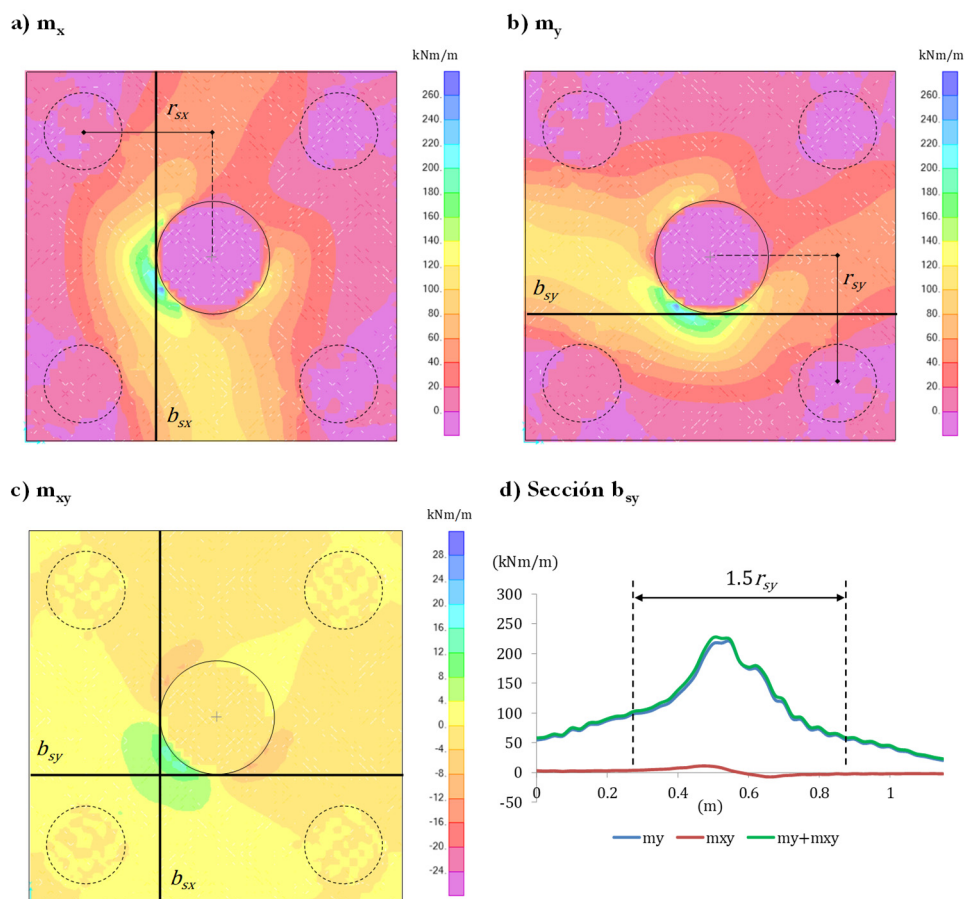 a) mx
b) my
kNm/m
kNm/m
260.
240.
220.
200.
180.
160.
140.
120.
100.
80.
60.
40.
20.
0.
rsx
bsx
260.
240.
220.
200.
180.
160.
140.
120.
100.
80.
60.
40.
20.
0.
bsy
rsy
c) mxy
d) Sección bsy
kNm/m
28.
24.
20.
16.
12.
8.
4.
0.
-4.
-8.
-12.
-16.
-20.
-24.
bsy
bsx
(kNm/m)
1.5 rsy
300
250
200
150
100
50
0
-50
0 0.2 0.4 0.6 0.8 1
(m)
my mxy my+mxy